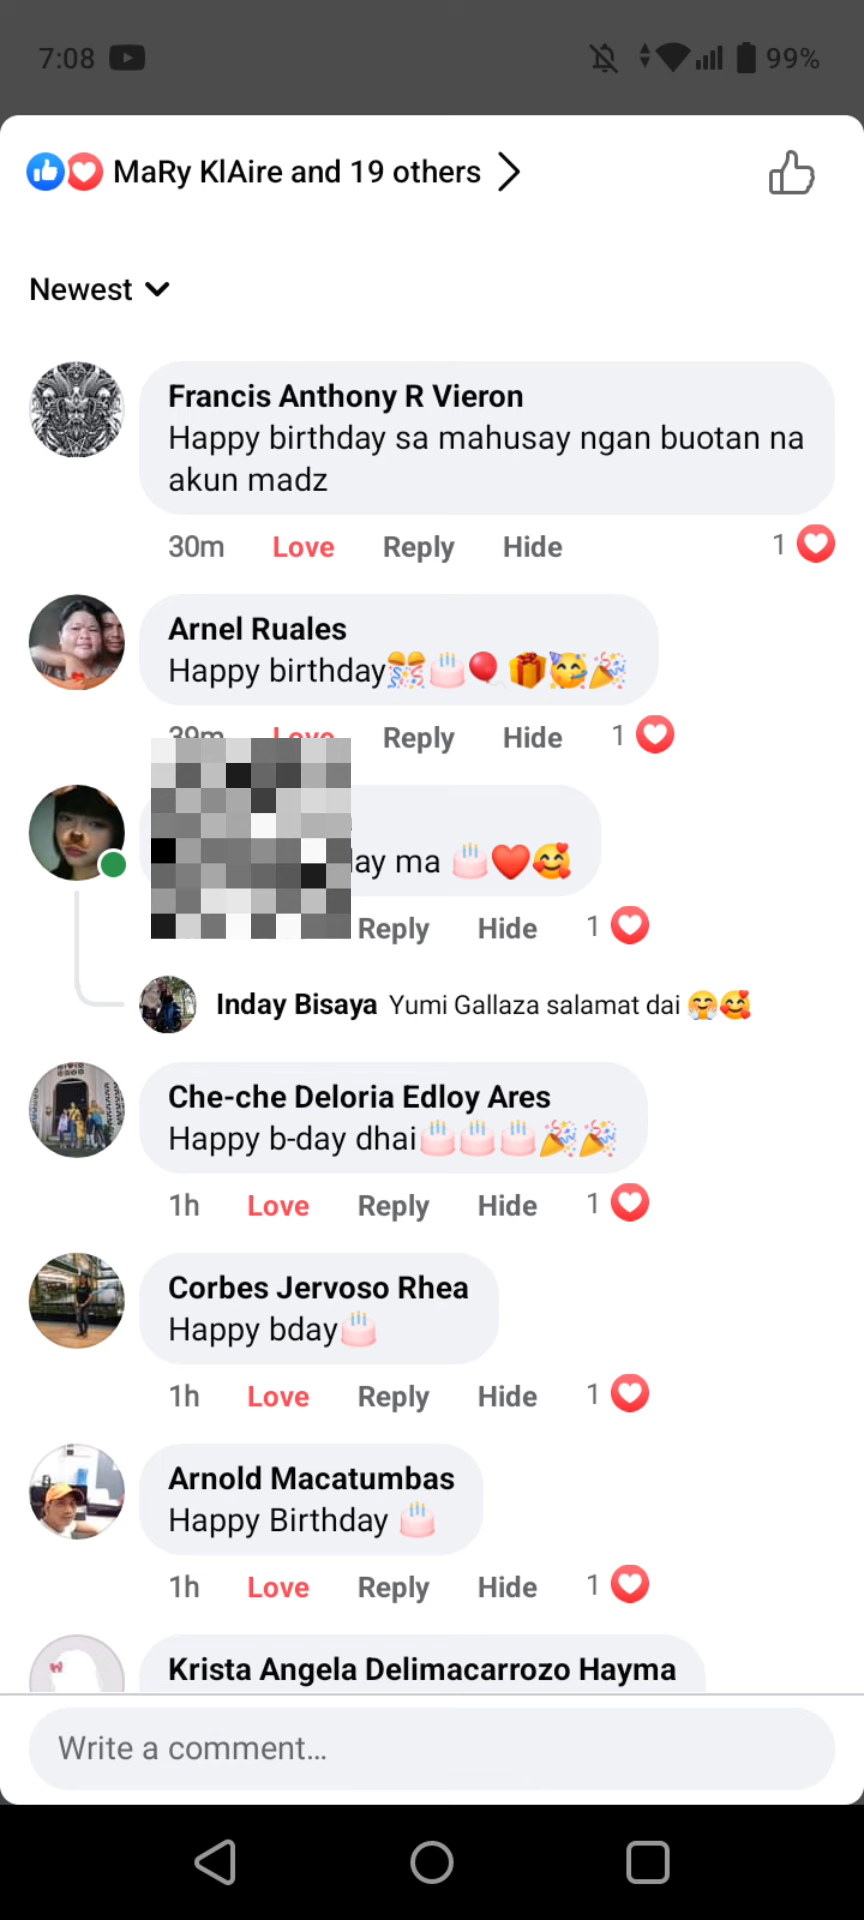 7:08 99%
MaRy KlAire and 19 others
Newest
Francis Anthony R Vieron
Happy birthday sa mahusay ngan buotan na
akun madz
30m Love Reply Hide 1
Arnel Ruales
Happy birthday🎊🎂🎈🎁🥳🎉
39m Love Reply Hide 1
ma 🎂❤️🥰
Reply Hide 1
Inday Bisaya Yumi Gallaza salamat dai 🤗🥰
Che-che Deloria Edloy Ares
Happy b-day dhai🎂🎂🎂🎉🎉
1h Love Reply Hide 1
Corbes Jervoso Rhea
Happy bday🎂
1h Love Reply Hide 1
Arnold Macatumbas
Happy Birthday 🎂
1h Love Reply Hide 1
Krista Angela Delimacarrozo Hayma
Write a comment...